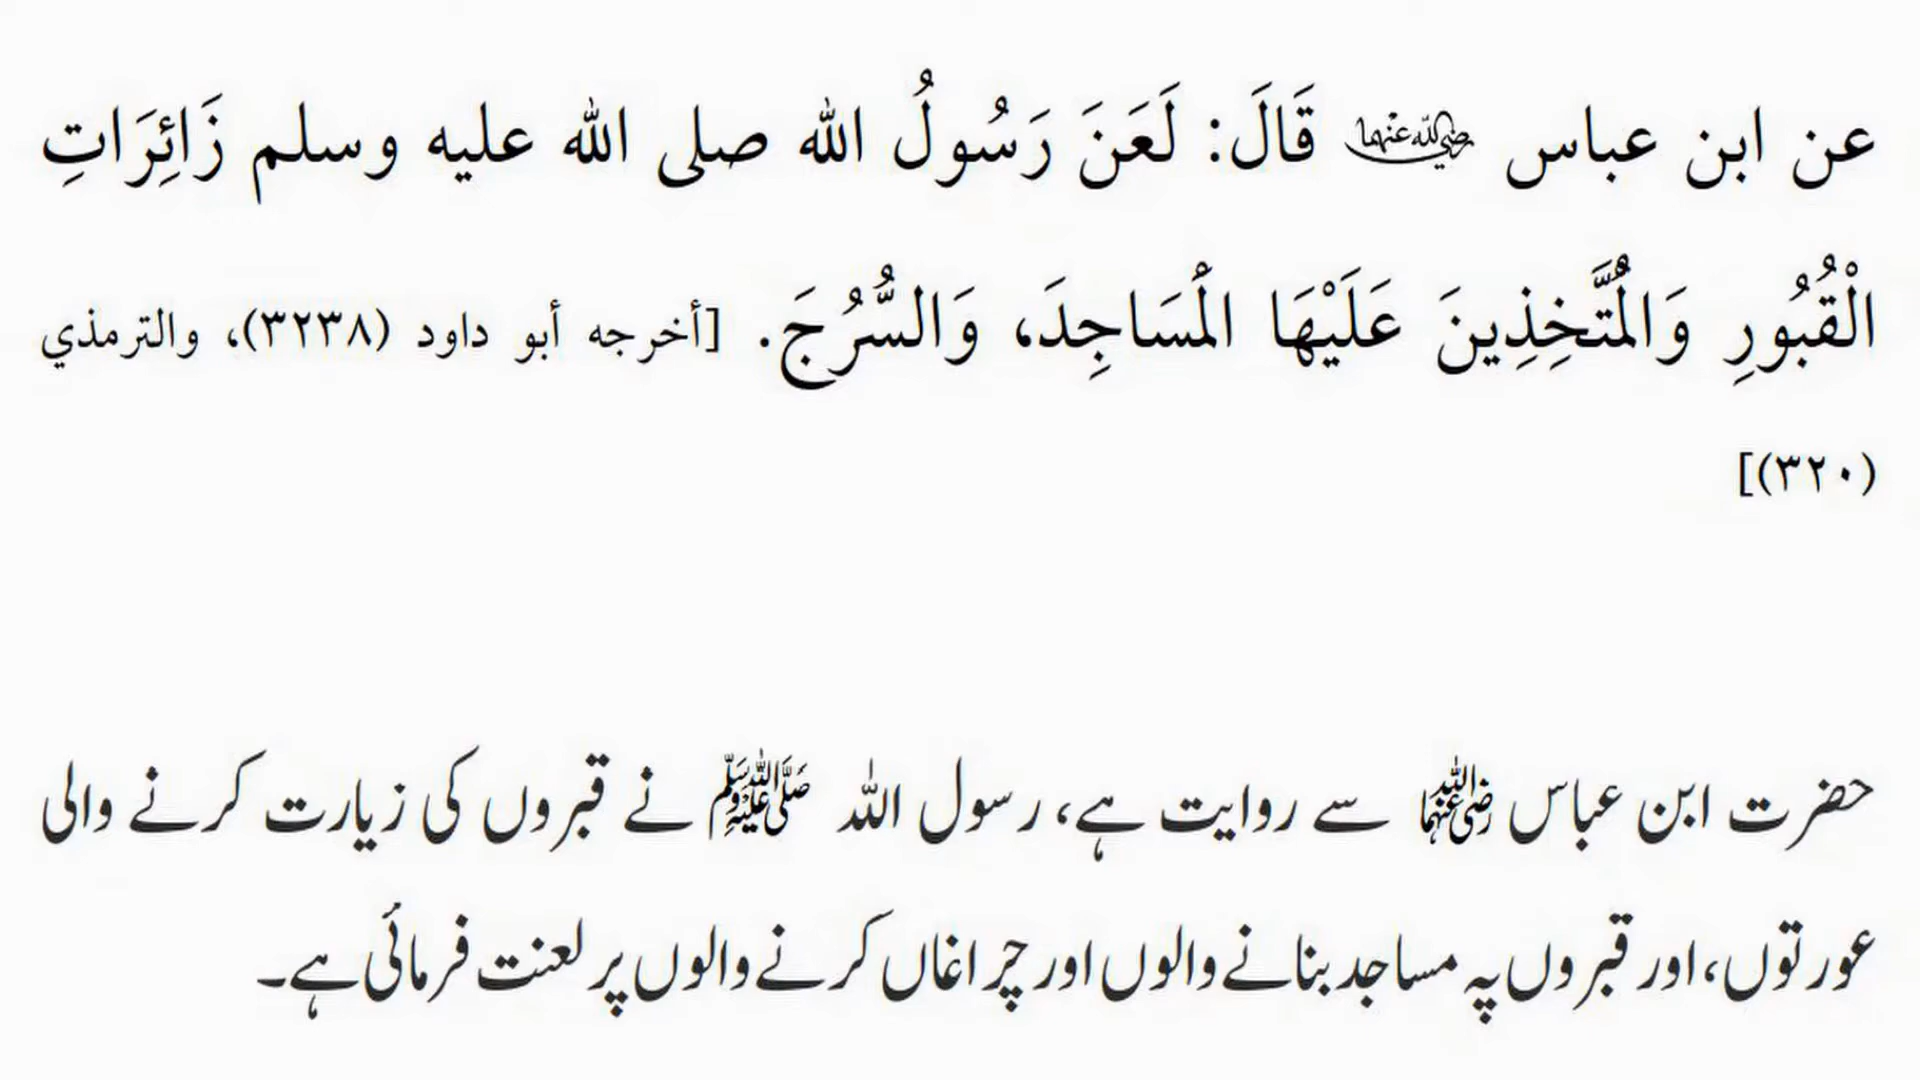 عن ابن عباس رضي الله عنهما قَالَ: لَعَنَ رَسُولُ الله صلى الله عليه وسلم زَائِرَاتِ
الْقُبُورِ وَالْمُتَّخِذِينَ عَلَيْهَا الْمَسَاجِدَ، وَالسُّرُجَ. [أخرجه أبو داود (٣٢٣٨)، والترمذي
(٣٢٠)]
حضرت ابن عباس رضی اللہ عنہما سے روایت ہے، رسول اللہ ﷺ نے قبروں کی زیارت کرنے والی
عورتوں، اور قبروں پہ مساجد بنانے والوں اور چراغاں کرنے والوں پر لعنت فرمائی ہے۔